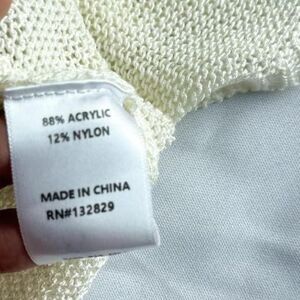 88% ACRYLIC
12% NYLON
MADE IN CHINA
RN#132829